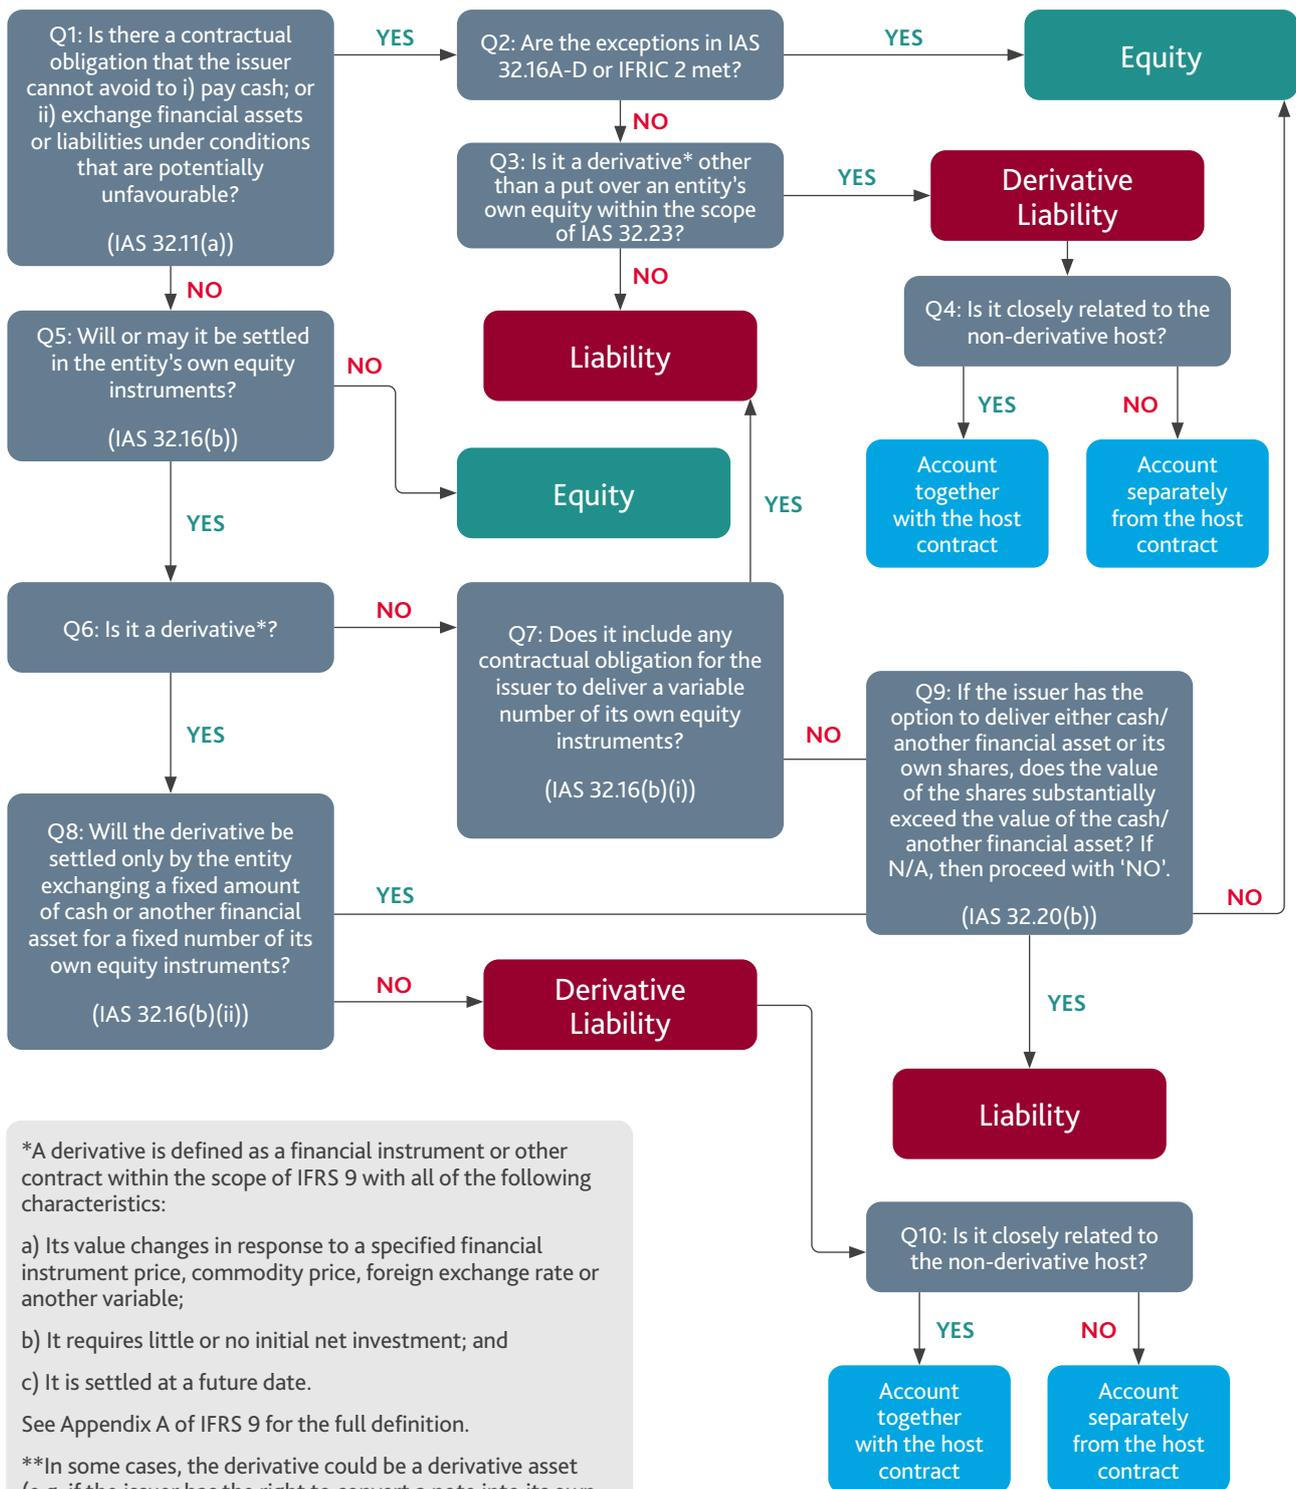 Q1: Is there a contractual
obligation that the issuer
cannot avoid to i) pay cash; or
ii) exchange financial assets
or liabilities under conditions
that are potentially
unfavourable?
(IAS 32.11(a))
YES
Q2: Are the exceptions in IAS
32.16A-D or IFRIC 2 met?
YES
Equity
NO
Q3: Is it a derivative* other
than a put over an entity's
own equity within the scope
of IAS 32.23?
YES
Derivative
Liability
NO
NO
Q4: Is it closely related to the
non-derivative host?
Q5: Will or may it be settled
in the entity's own equity
instruments?
(IAS 32.16(b))
NO
Liability
YES
NO
Account
together
with the host
contract
Account
separately
from the host
contract
Equity
YES
YES
Q6: Is it a derivative*?
NO
Q7: Does it include any
contractual obligation for the
issuer to deliver a variable
number of its own equity
instruments?
(IAS 32.16(b)(i))
NO
Q9: If the issuer has the
option to deliver either cash/
another financial asset or its
own shares, does the value
of the shares substantially
exceed the value of the cash/
another financial asset? If
N/A, then proceed with ‘NO’.
(IAS 32.20(b))
NO
YES
Q8: Will the derivative be
settled only by the entity
exchanging a fixed amount
of cash or another financial
asset for a fixed number of its
own equity instruments?
(IAS 32.16(b)(ii))
YES
NO
Derivative
Liability
YES
Liability
Q10: Is it closely related to
the non-derivative host?
YES
NO
Account
together
with the host
contract
Account
separately
from the host
contract
*A derivative is defined as a financial instrument or other
contract within the scope of IFRS 9 with all of the following
characteristics:
a) Its value changes in response to a specified financial
instrument price, commodity price, foreign exchange rate or
another variable;
b) It requires little or no initial net investment; and
c) It is settled at a future date.
See Appendix A of IFRS 9 for the full definition.
**In some cases, the derivative could be a derivative asset
(e.g. if the issuer has the right to convert a note into its own